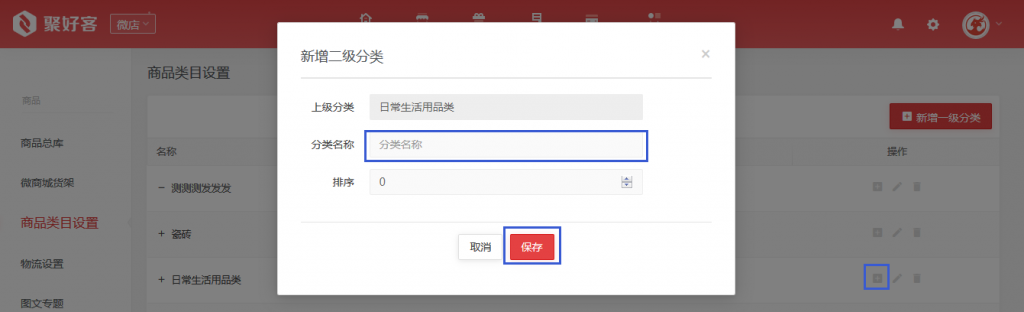 聚好客
微店
商品类目设置
商品
商品总库
微商城货架
商品类目设置
物流设置
图文专题
新增一级分类
名称
操作
测测测发发发
瓷砖
日常生活用品类
新增二级分类
上级分类
日常生活用品类
分类名称
分类名称
排序
0
取消
保存